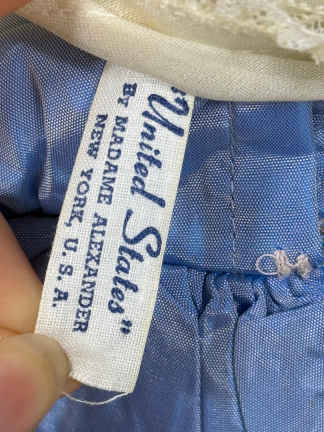 "United States"
BY MADAME ALEXANDER
NEW YORK, U.S.A.